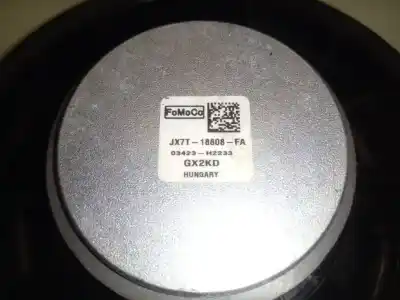 FoMoCo
JX7T-18808-FA
03423-H2233
GX2KD
HUNGARY